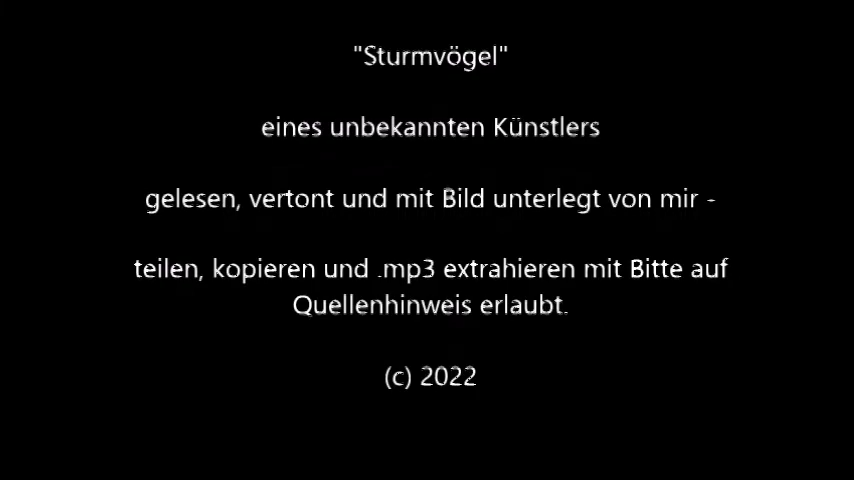 "Sturmvögel"
eines unbekannten Künstlers
gelesen, vertont und mit Bild unterlegt von mir -
teilen, kopieren und .mp3 extrahieren mit Bitte auf
Quellenhinweis erlaubt.
(c) 2022